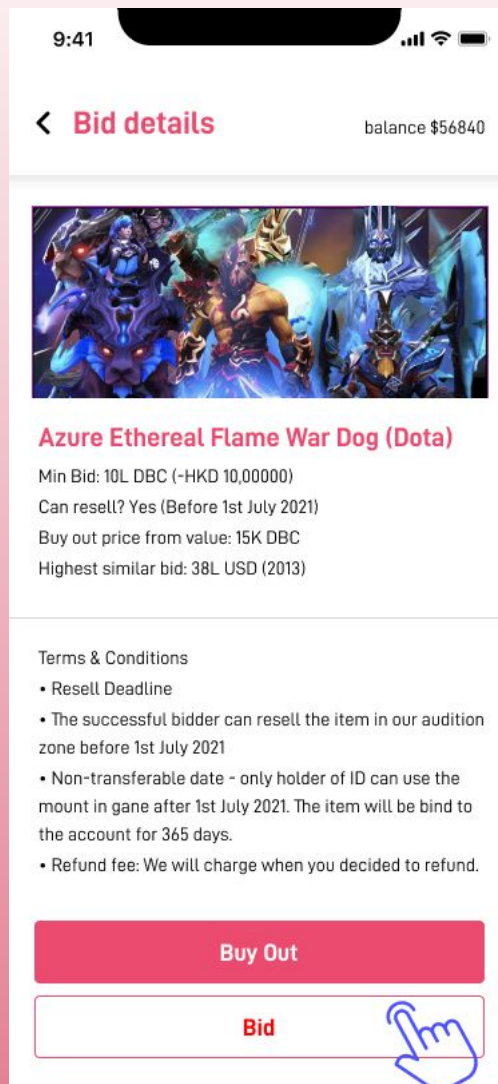 9:41
Bid details
balance $56840
Azure Ethereal Flame War Dog (Dota)
Min Bid: 10L DBC (~HKD 10,00000)
Can resell? Yes (Before 1st July 2021)
Buy out price from value: 15K DBC
Highest similar bid: 38L USD (2013)
Terms & Conditions
• Resell Deadline
• The successful bidder can resell the item in our audition
zone before 1st July 2021
• Non-transferable date - only holder of ID can use the
mount in gane after 1st July 2021. The item will be bind to
the account for 365 days.
• Refund fee: We will charge when you decided to refund.
Buy Out
Bid